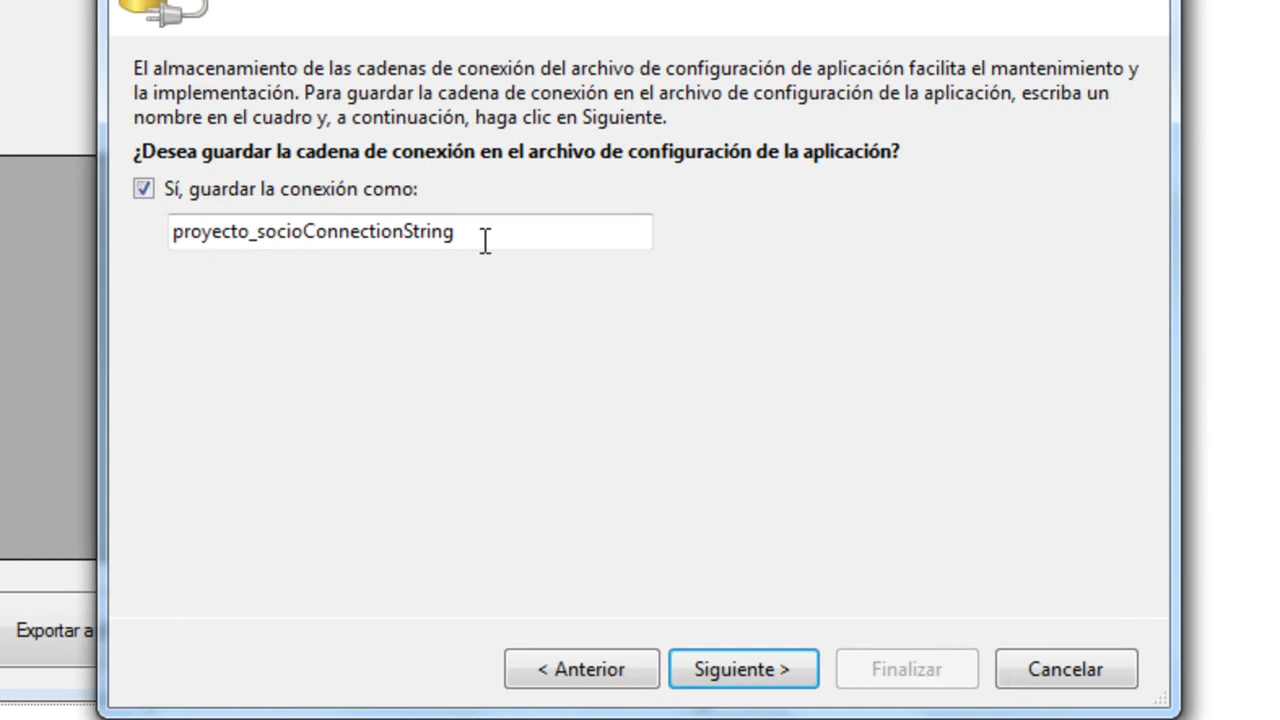 El almacenamiento de las cadenas de conexión del archivo de configuración de aplicación facilita el mantenimiento y
la implementación. Para guardar la cadena de conexión en el archivo de configuración de la aplicación, escriba un
nombre en el cuadro y, a continuación, haga clic en Siguiente.
¿Desea guardar la cadena de conexión en el archivo de configuración de la aplicación?
Sí, guardar la conexión como:
proyecto_socioConnectionString
Exportar a
< Anterior
Siguiente >
Finalizar
Cancelar